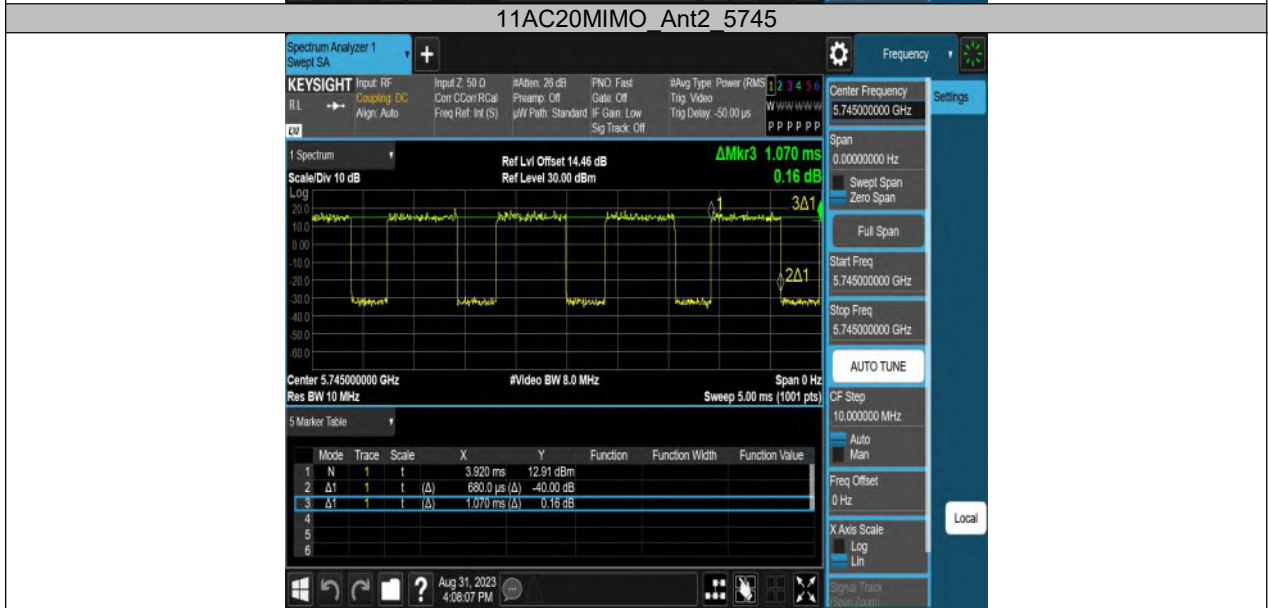 11AC20MIMO_Ant2_5745
Spectrum Analyzer 1
Swept SA
+
Frequency
KEYSIGHT
RL
LXI
Input: RF
Coupling: DC
Align: Auto
Input Z: 50 Ω
Corr CCorr RCal
Freq Ref: Int (S)
#Atten: 26 dB
Preamp: Off
µW Path: Standard
PNO: Fast
Gate: Off
IF Gain: Low
Sig Track: Off
#Avg Type: Power (RMS
Trig: Video
Trig Delay: -50.00 µs
1 2 3 4 5 6
W W W W W W
P P P P P P
1 Spectrum
Scale/Div 10 dB
Ref Lvl Offset 14.46 dB
Ref Level 30.00 dBm
ΔMkr3 1.070 ms
0.16 dB
Log
20.0
10.0
0.00
-10.0
-20.0
-30.0
-40.0
-50.0
-60.0
1
3Δ1
2Δ1
Center 5.745000000 GHz
#Video BW 8.0 MHz
Span 0 Hz
Res BW 10 MHz
Sweep 5.00 ms (1001 pts)
5 Marker Table
Mode Trace Scale X Y Function Function Width Function Value
1 N 1 t 3.920 ms 12.91 dBm
2 Δ1 1 t (Δ) 680.0 µs (Δ) -40.00 dB
3 Δ1 1 t (Δ) 1.070 ms (Δ) 0.16 dB
4
5
6
?
Aug 31, 2023
4:08:07 PM
Center Frequency
5.745000000 GHz
Settings
Span
0.00000000 Hz
Swept Span
Zero Span
Full Span
Start Freq
5.745000000 GHz
Stop Freq
5.745000000 GHz
AUTO TUNE
CF Step
10.000000 MHz
Auto
Man
Freq Offset
0 Hz
Local
X Axis Scale
Log
Lin
Signal Track
(Span Zoom)